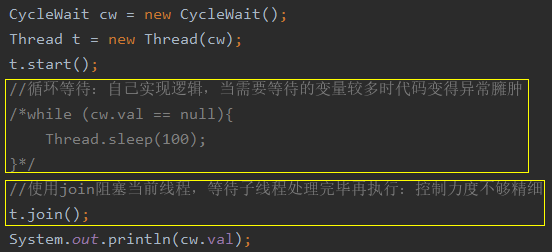 CycleWait cw = new CycleWait();
Thread t = new Thread(cw);
t.start();
//循环等待：自己实现逻辑，当需要等待的变量较多时代码变得异常臃肿
/*while (cw.val == null){
    Thread.sleep(100);
}*/
//使用join阻塞当前线程，等待子线程处理完毕再执行：控制力度不够精细
t.join();
System.out.println(cw.val);